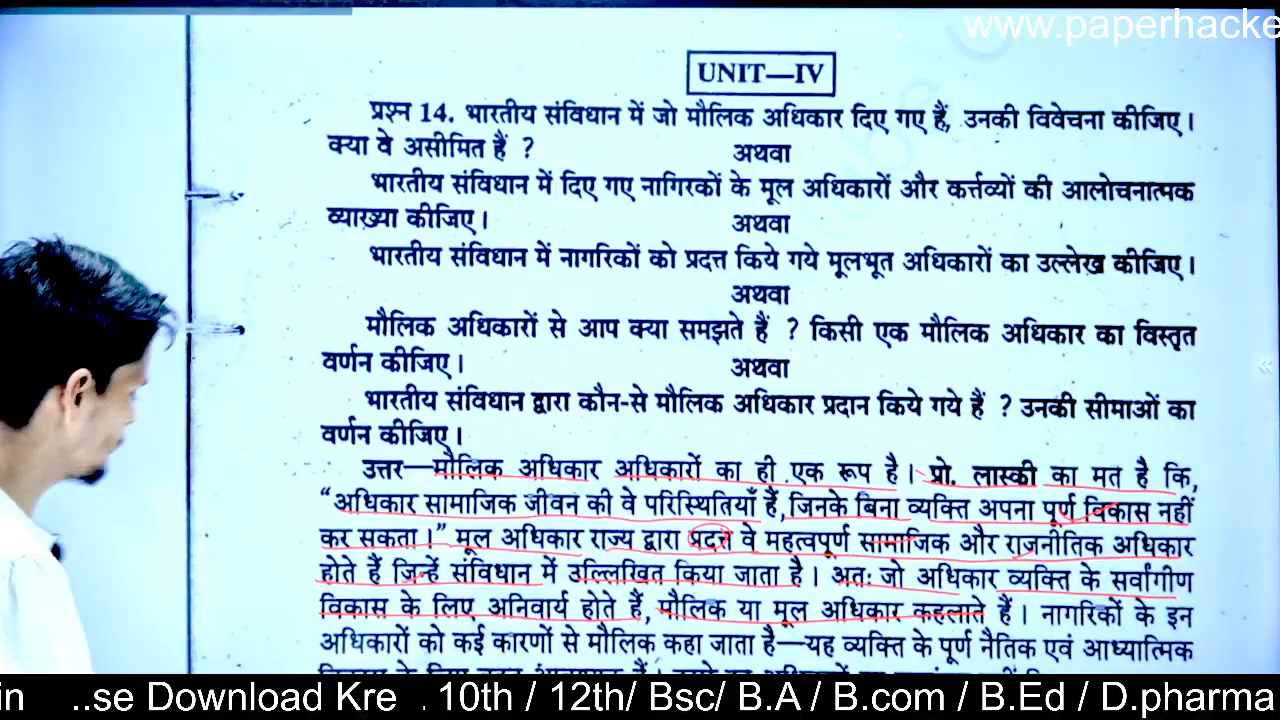 www.paperhacke
UNIT—IV
प्रश्न 14. भारतीय संविधान में जो मौलिक अधिकार दिए गए हैं, उनकी विवेचना कीजिए।
क्या वे असीमित हैं ?
अथवा
भारतीय संविधान में दिए गए नागिरकों के मूल अधिकारों और कर्त्तव्यों की आलोचनात्मक
व्याख्या कीजिए।
अथवा
भारतीय संविधान में नागरिकों को प्रदत्त किये गये मूलभूत अधिकारों का उल्लेख कीजिए।
अथवा
मौलिक अधिकारों से आप क्या समझते हैं ? किसी एक मौलिक अधिकार का विस्तृत
वर्णन कीजिए।
अथवा
भारतीय संविधान द्वारा कौन-से मौलिक अधिकार प्रदान किये गये हैं ? उनकी सीमाओं का
वर्णन कीजिए।
उत्तर—मौलिक अधिकार अधिकारों का ही एक रूप है। प्रो. लास्की का मत है कि,
“अधिकार सामाजिक जीवन की वे परिस्थितियाँ हैं, जिनके बिना व्यक्ति अपना पूर्ण विकास नहीं
कर सकता।” मूल अधिकार राज्य द्वारा प्रदत्त वे महत्वपूर्ण सामाजिक और राजनीतिक अधिकार
होते हैं जिन्हें संविधान में उल्लिखित किया जाता है। अतः जो अधिकार व्यक्ति के सर्वांगीण
विकास के लिए अनिवार्य होते हैं, मौलिक या मूल अधिकार कहलाते हैं। नागरिकों के इन
अधिकारों को कई कारणों से मौलिक कहा जाता है—यह व्यक्ति के पूर्ण नैतिक एवं आध्यात्मिक
in ..se Download Kre . 10th / 12th/ Bsc/ B.A / B.com / B.Ed / D.pharma